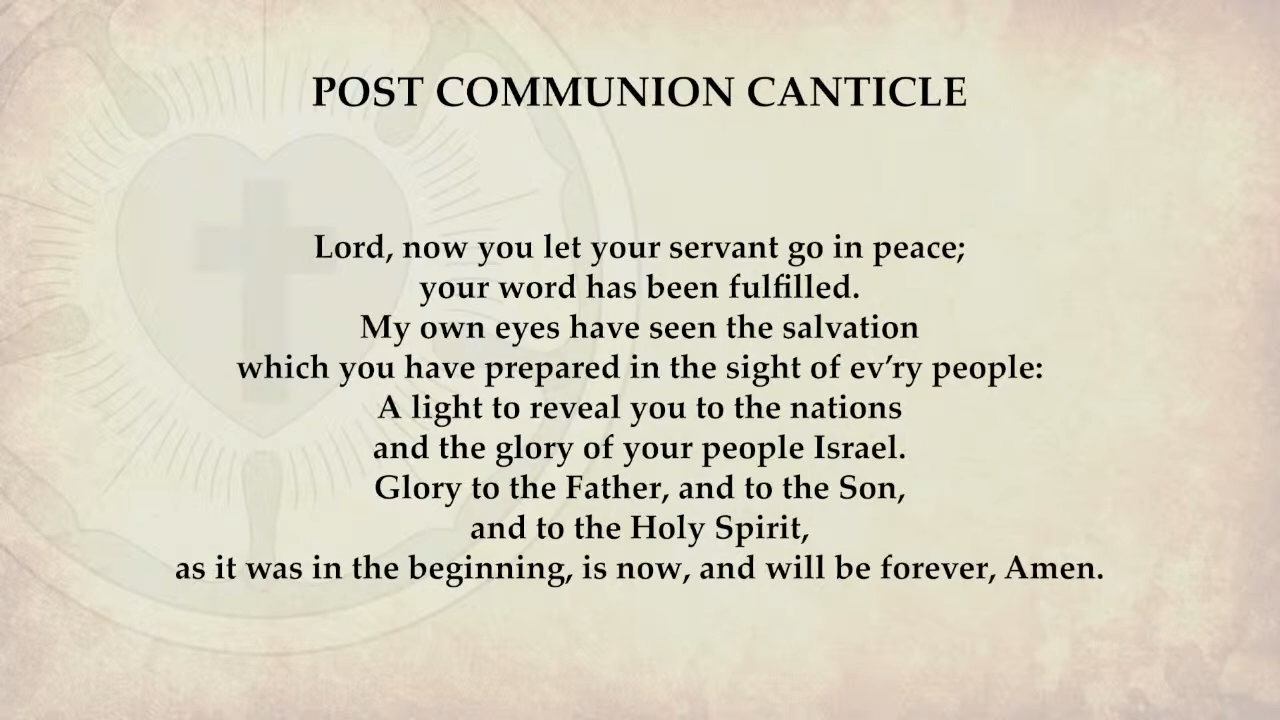 POST COMMUNION CANTICLE
Lord, now you let your servant go in peace;
your word has been fulfilled.
My own eyes have seen the salvation
which you have prepared in the sight of ev’ry people:
A light to reveal you to the nations
and the glory of your people Israel.
Glory to the Father, and to the Son,
and to the Holy Spirit,
as it was in the beginning, is now, and will be forever, Amen.